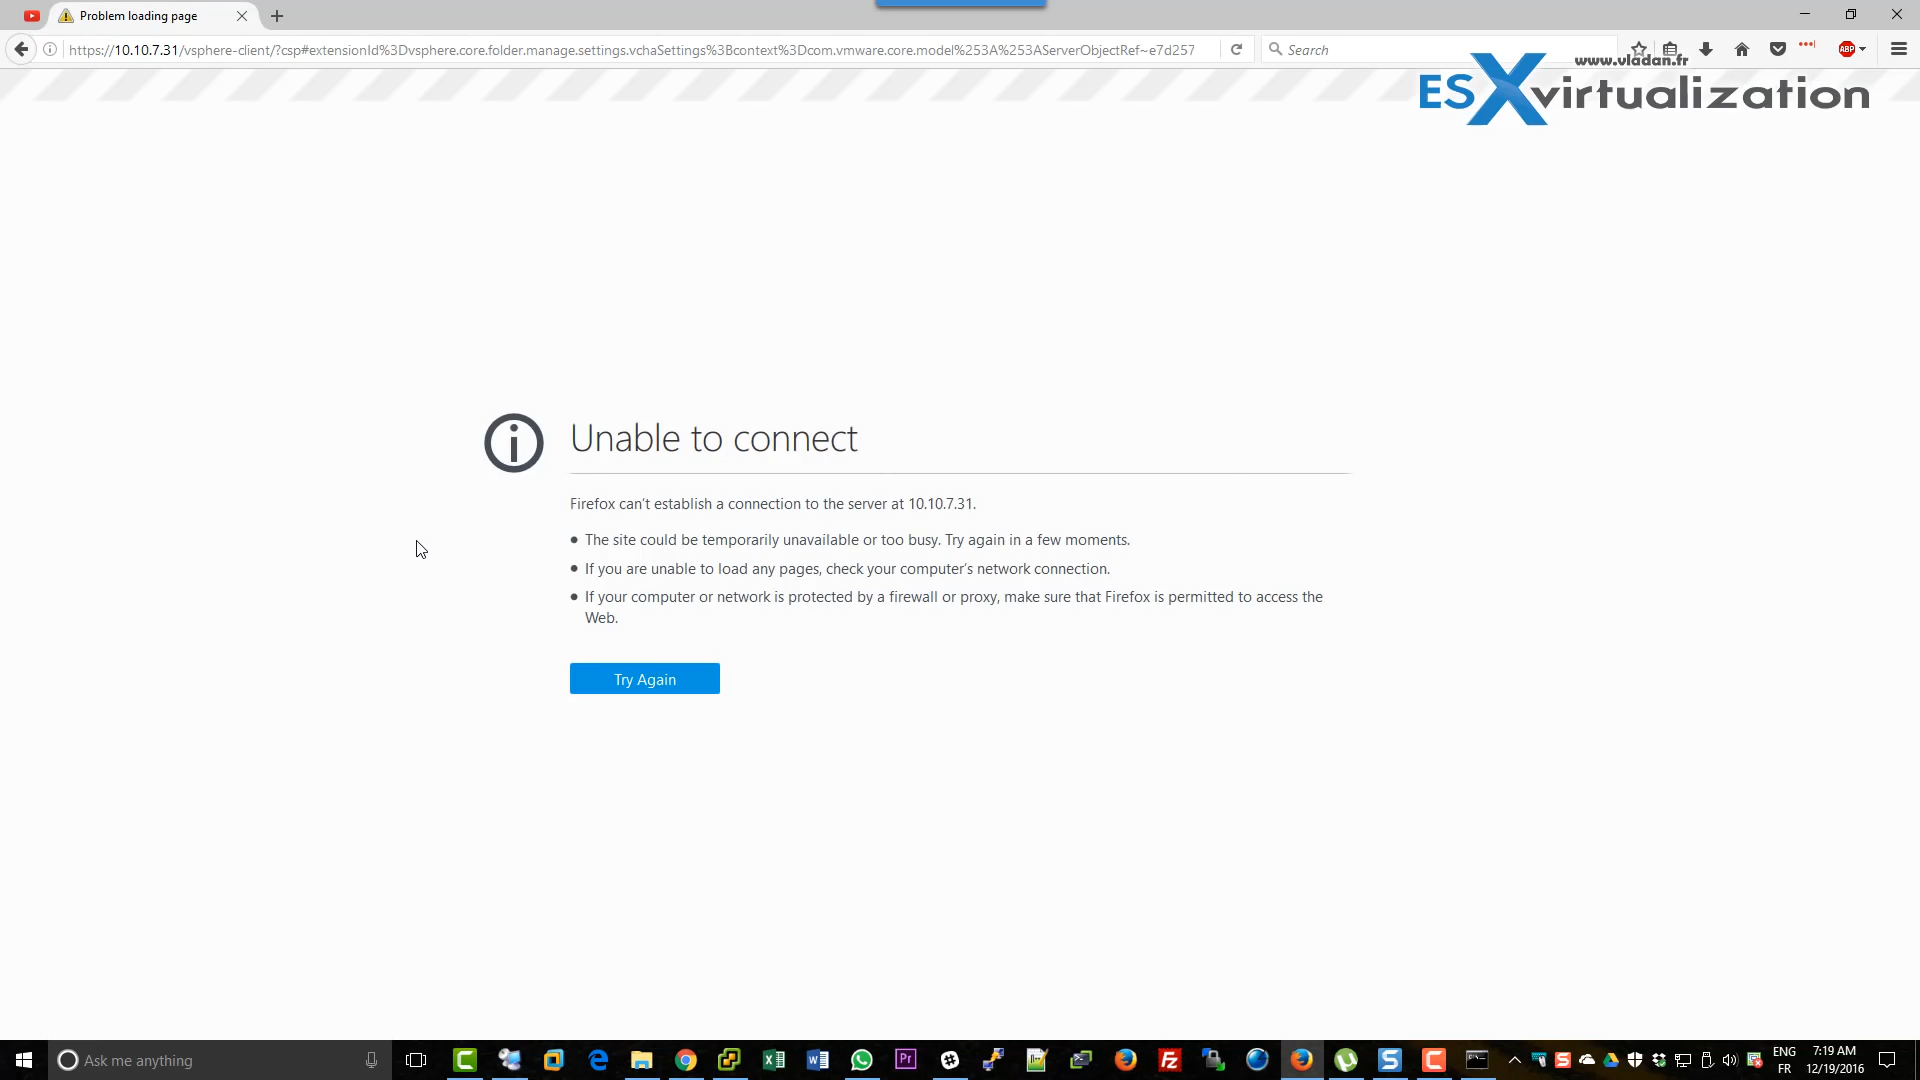 Problem loading page
https://10.10.7.31/vsphere-client/?csp#extensionId%3Dvsphere.core.folder.manage.settings.vchaSettings%3Bcontext%3Dcom.vmware.core.model%253A%253AServerObjectRef~e7d257
Search
ABP
www.vladan.fr
ESXvirtualization
Unable to connect
Firefox can't establish a connection to the server at 10.10.7.31.
● The site could be temporarily unavailable or too busy. Try again in a few moments.
● If you are unable to load any pages, check your computer's network connection.
● If your computer or network is protected by a firewall or proxy, make sure that Firefox is permitted to access the
Web.
Try Again
Ask me anything
Pr
ENG
FR
7:19 AM
12/19/2016